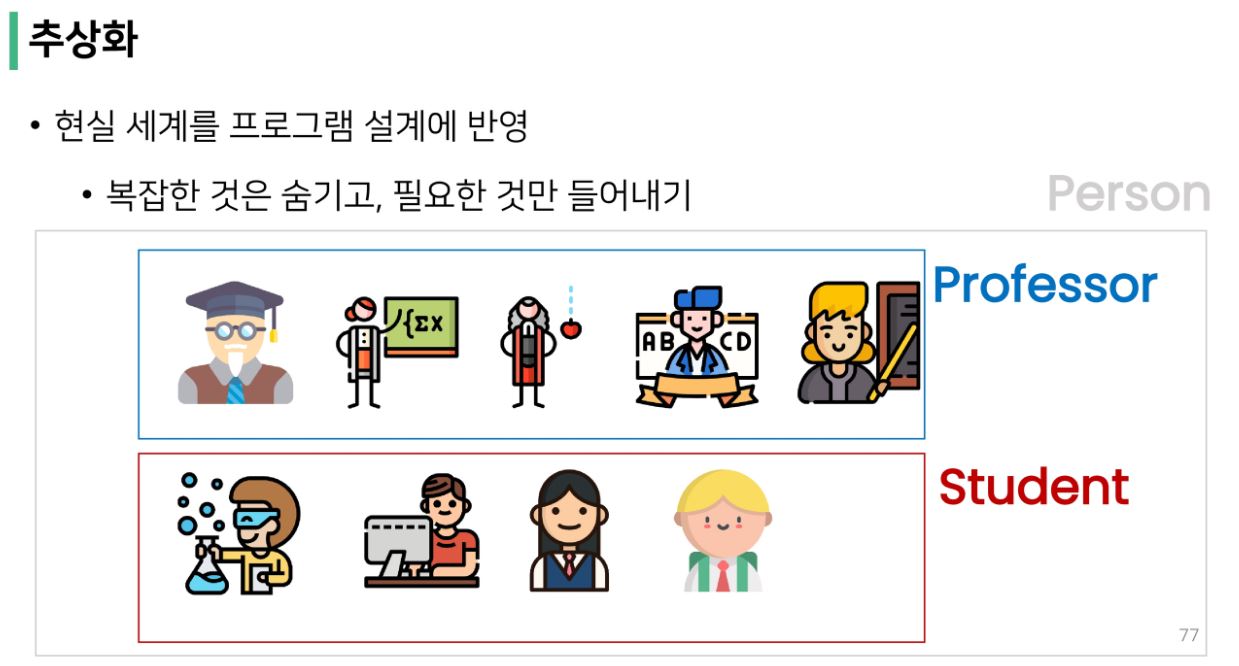 추상화
• 현실 세계를 프로그램 설계에 반영
• 복잡한 것은 숨기고, 필요한 것만 들어내기
Person
Professor
{ΣX
AB CD
Student
77